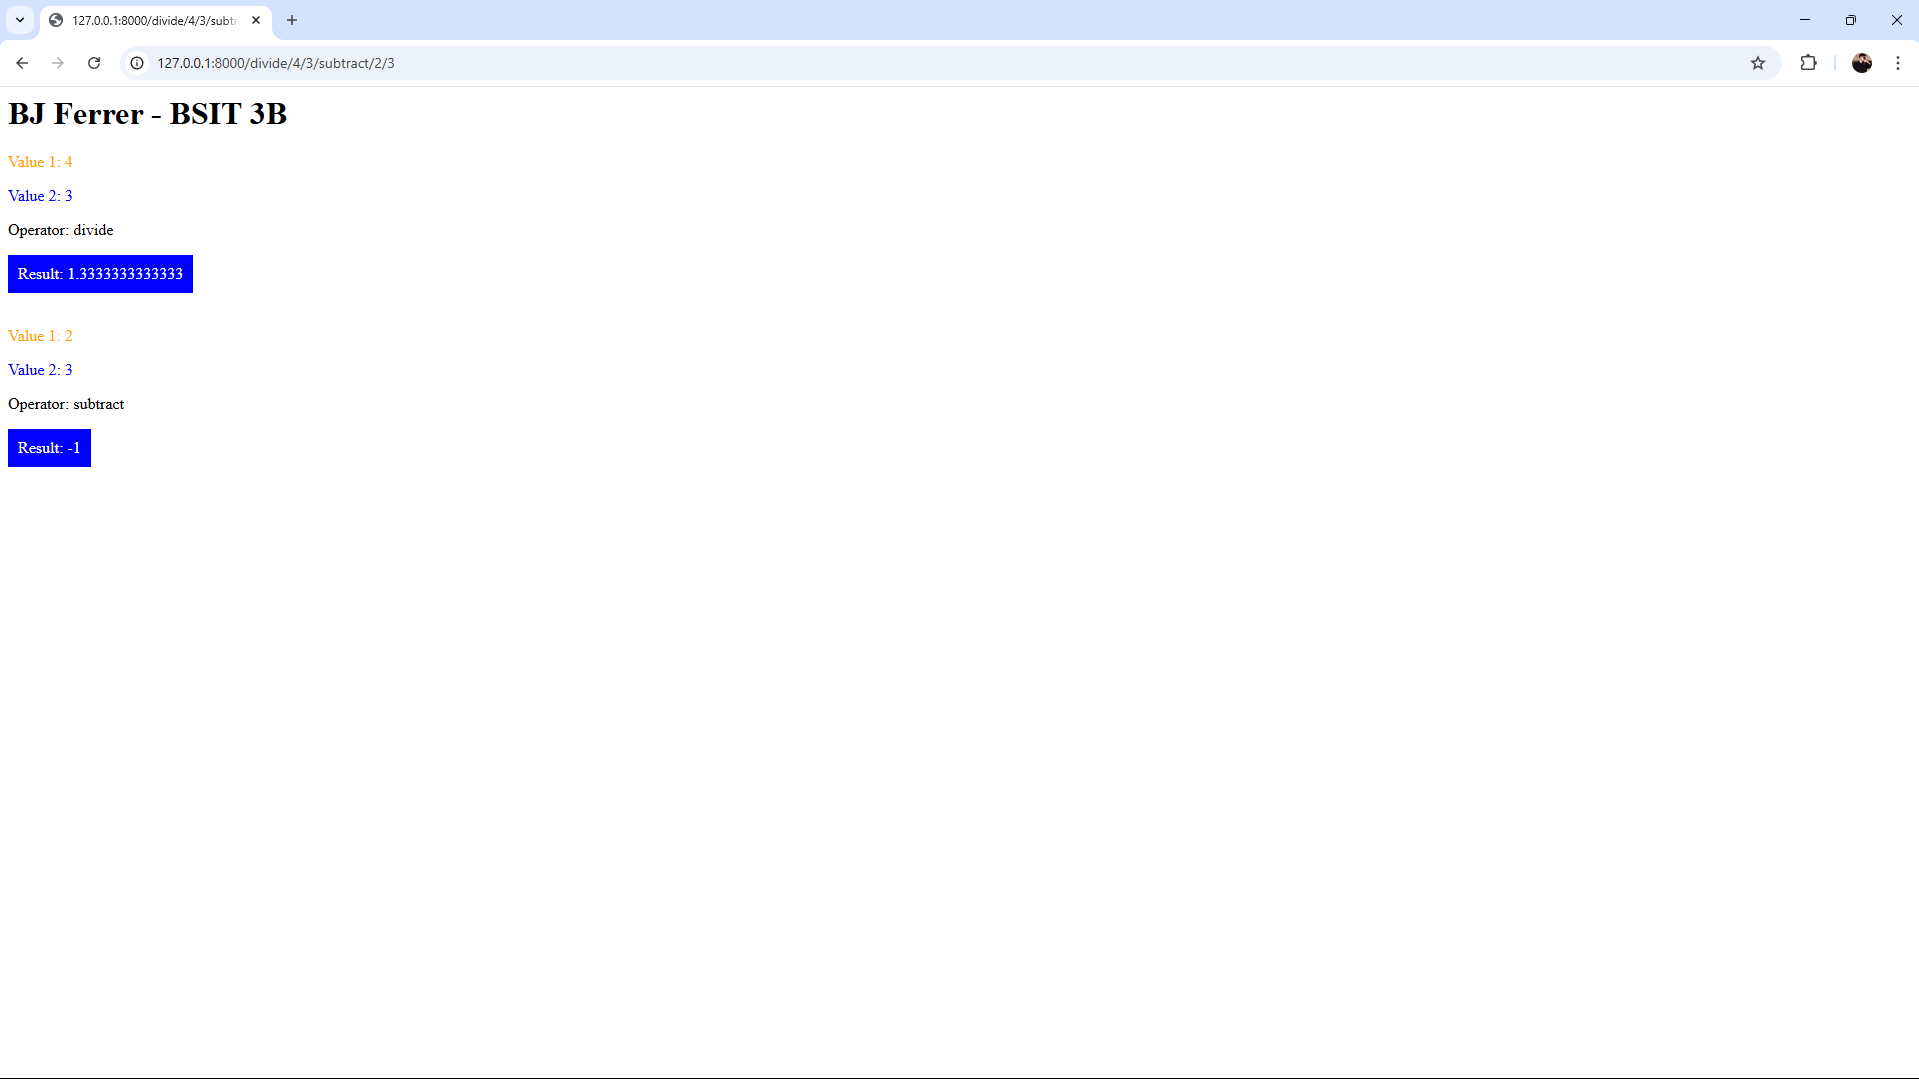 127.0.0.1:8000/divide/4/3/subtr
127.0.0.1:8000/divide/4/3/subtract/2/3
BJ Ferrer - BSIT 3B
Value 1: 4
Value 2: 3
Operator: divide
Result: 1.3333333333333
Value 1: 2
Value 2: 3
Operator: subtract
Result: -1